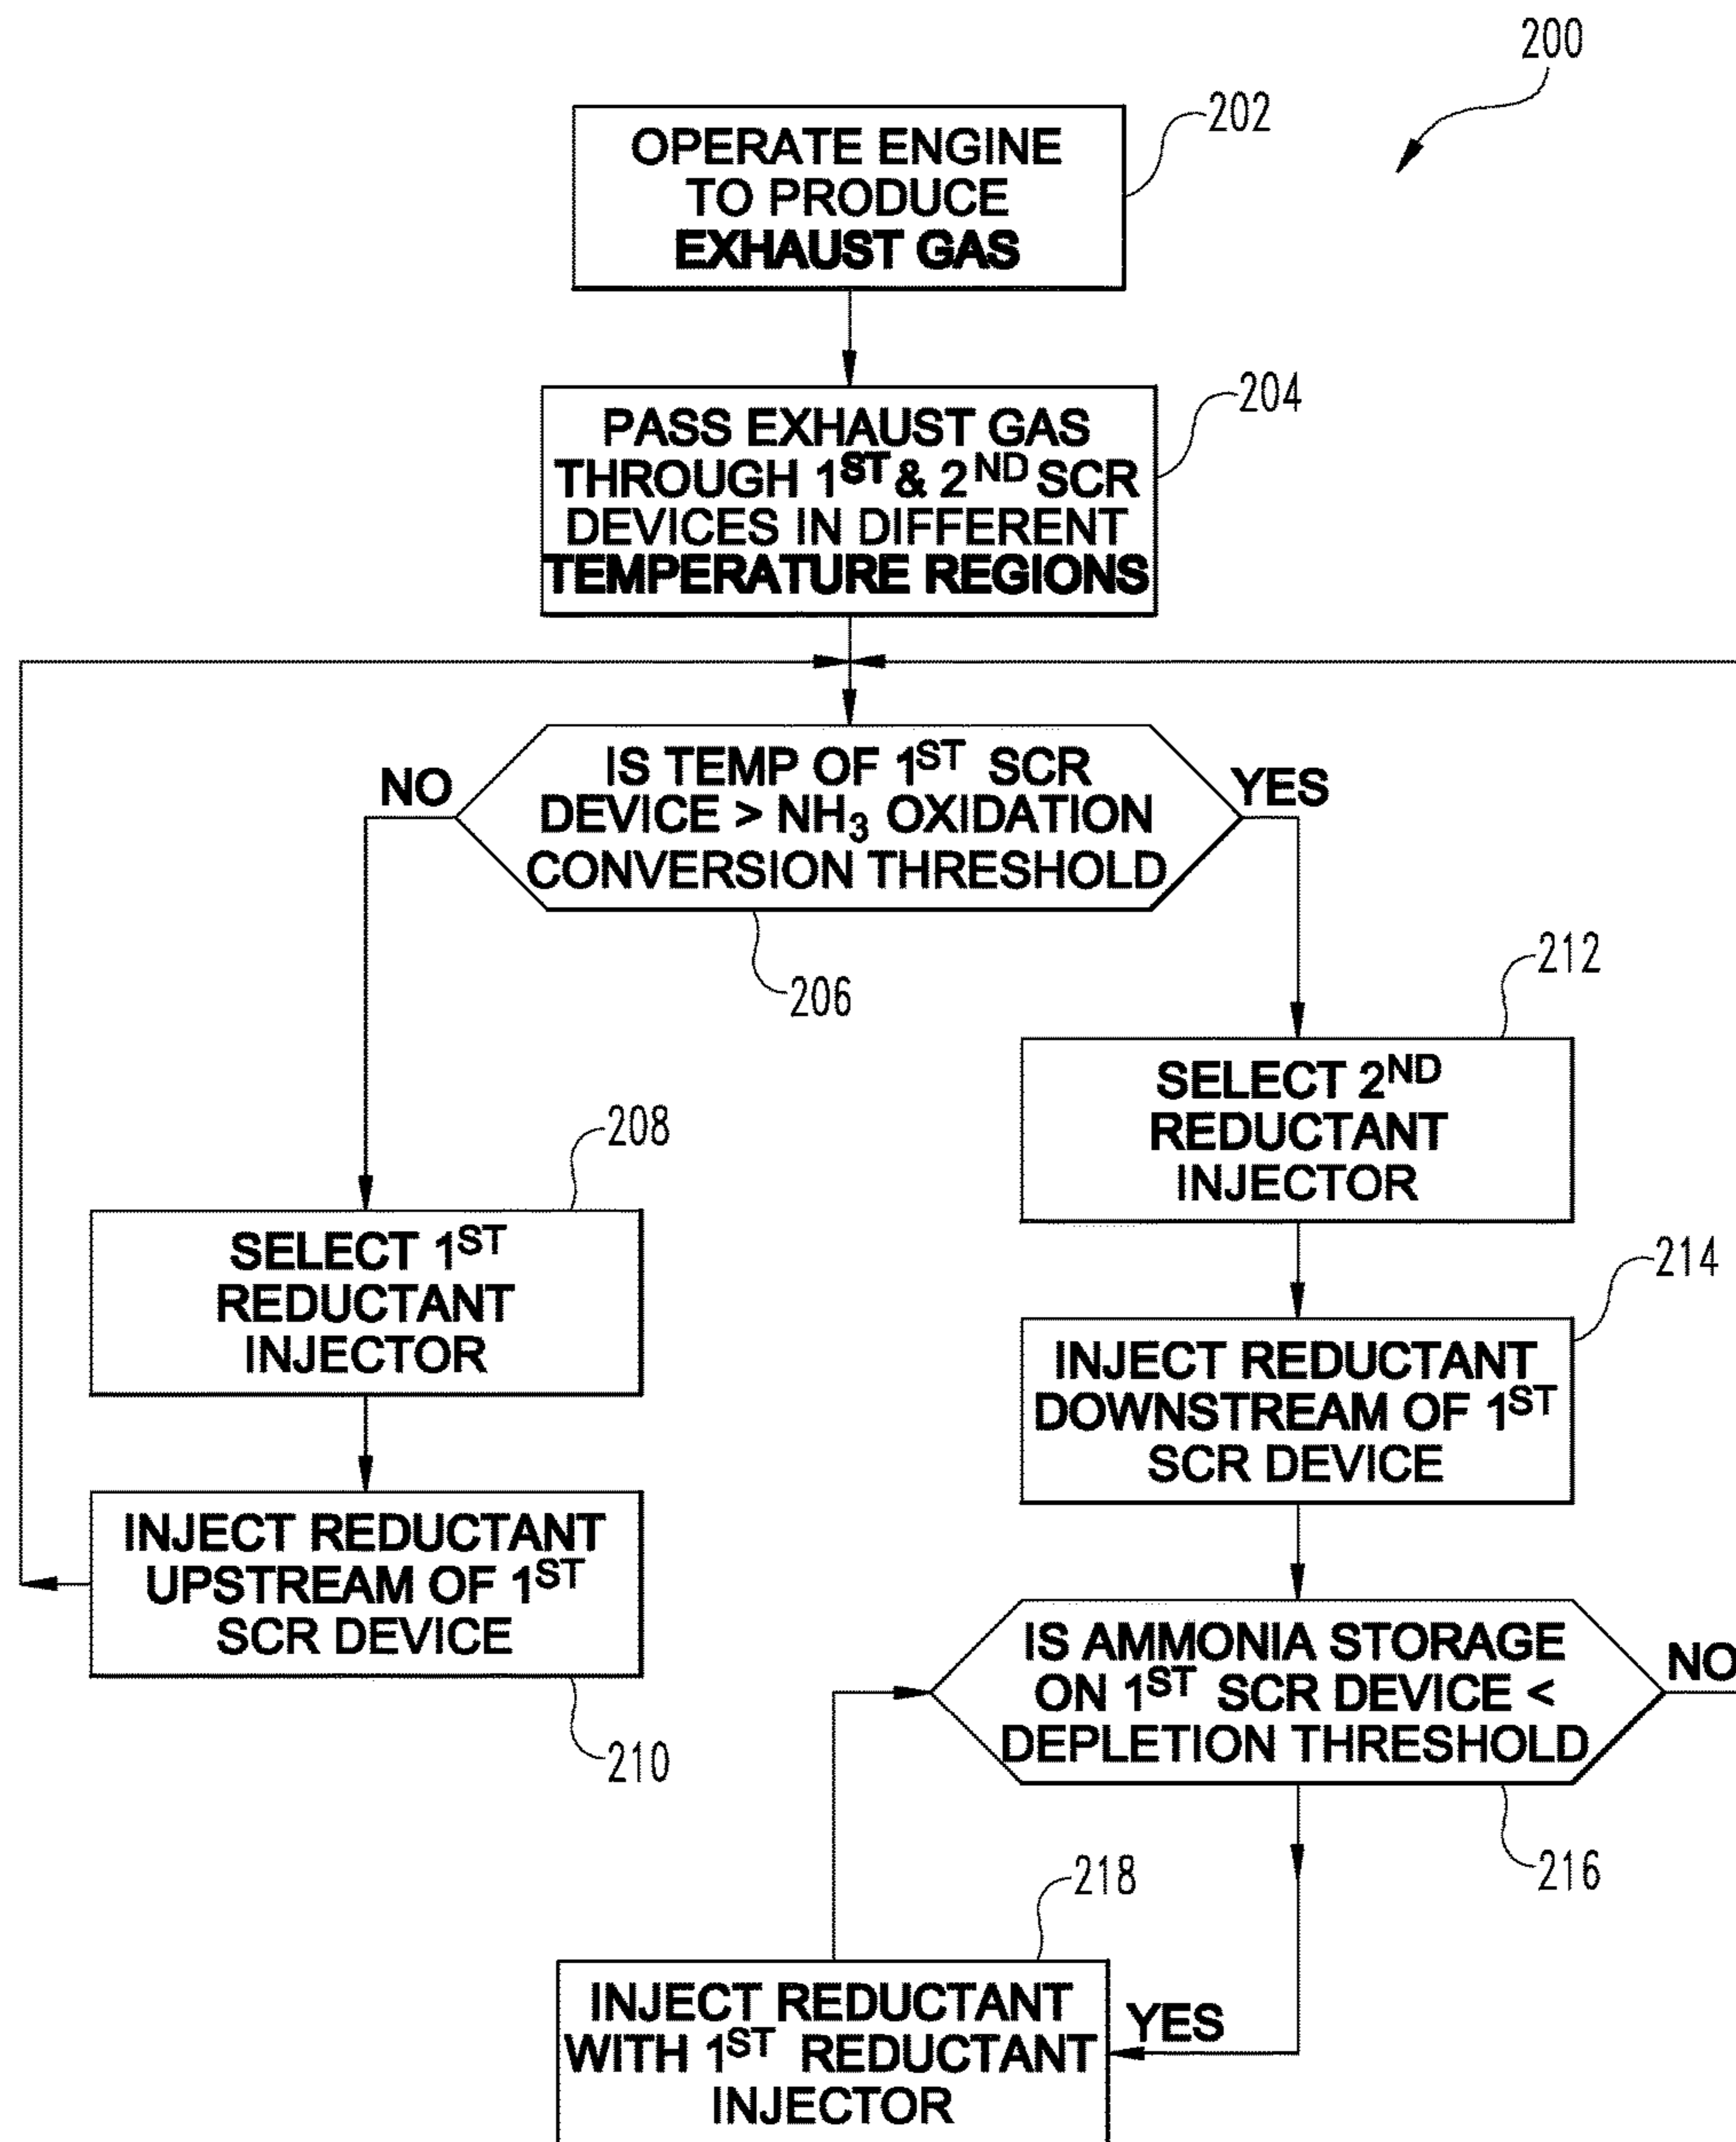 200
202
OPERATE ENGINE
TO PRODUCE
EXHAUST GAS
204
PASS EXHAUST GAS
THROUGH 1ST & 2ND SCR
DEVICES IN DIFFERENT
TEMPERATURE REGIONS
NO
IS TEMP OF 1ST SCR
DEVICE > NH3 OXIDATION
CONVERSION THRESHOLD
YES
206
208
SELECT 1ST
REDUCTANT
INJECTOR
INJECT REDUCTANT
UPSTREAM OF 1ST
SCR DEVICE
210
212
SELECT 2ND
REDUCTANT
INJECTOR
214
INJECT REDUCTANT
DOWNSTREAM OF 1ST
SCR DEVICE
IS AMMONIA STORAGE
ON 1ST SCR DEVICE <
DEPLETION THRESHOLD
NO
216
218
YES
INJECT REDUCTANT
WITH 1ST REDUCTANT
INJECTOR